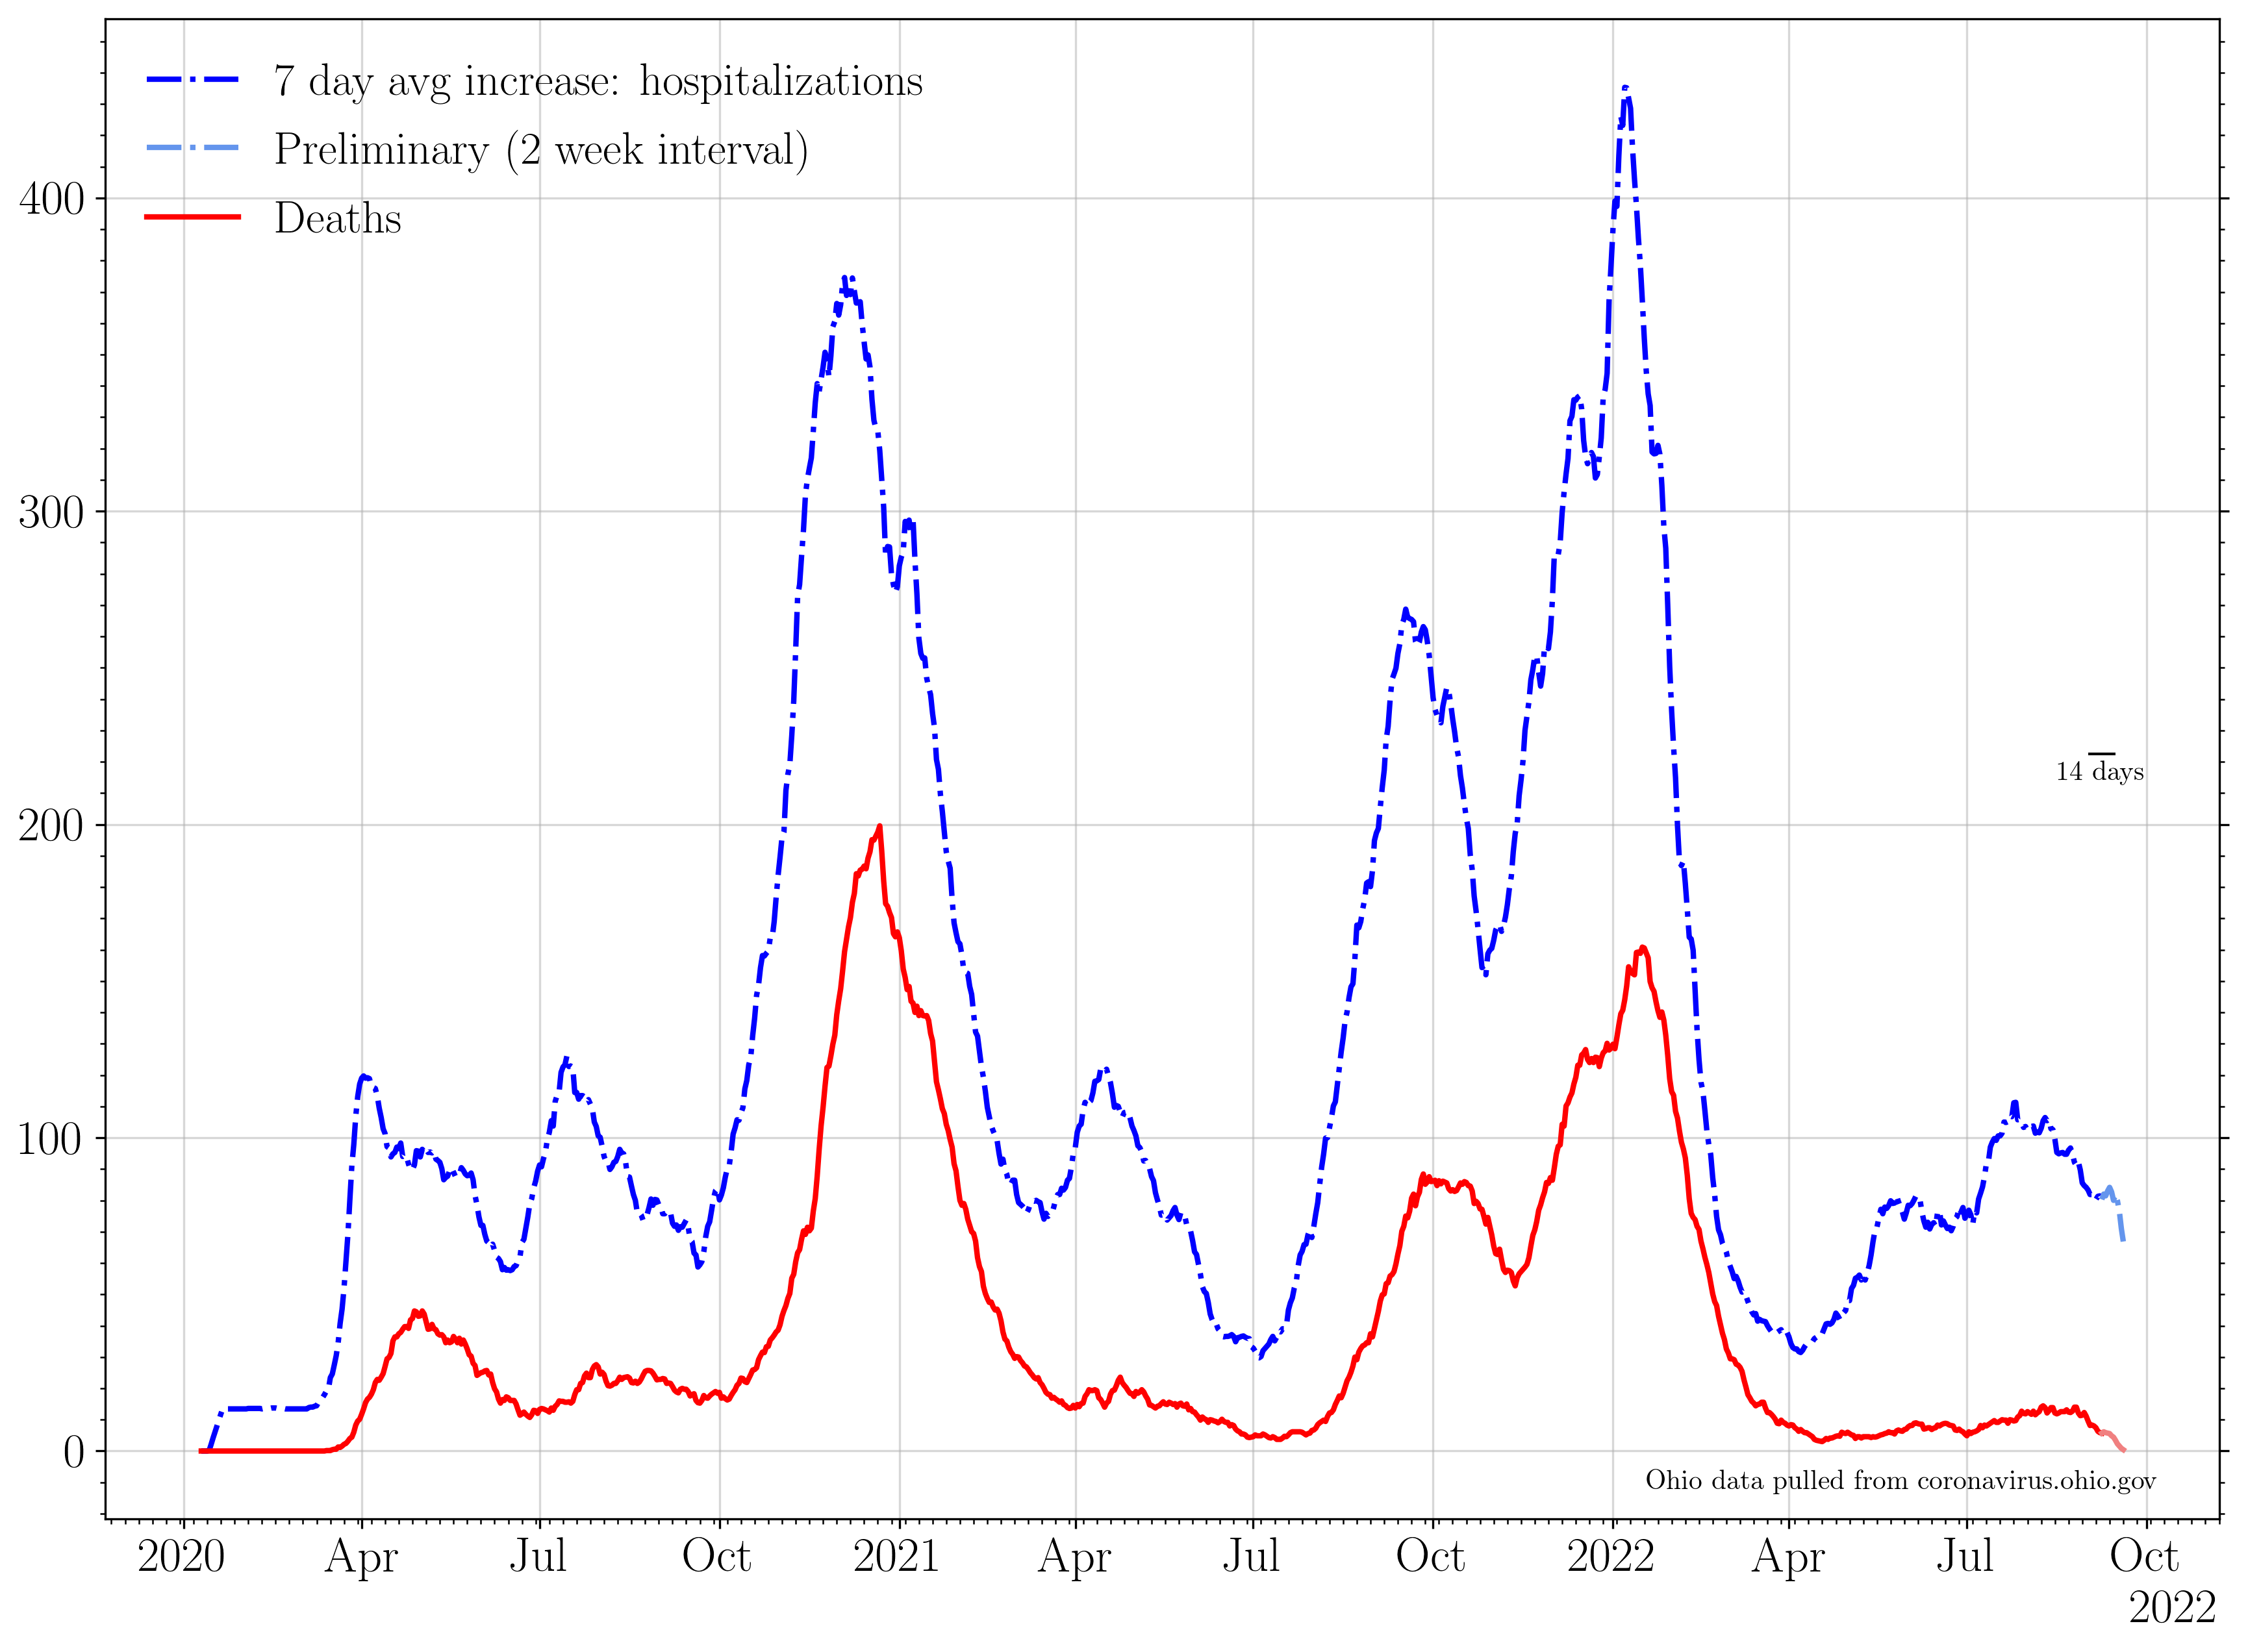 7 day avg increase: hospitalizations
Preliminary (2 week interval)
Deaths
400
300
200
100
0
14 days
Ohio data pulled from coronavirus.ohio.gov
2020 Apr Jul Oct 2021 Apr Jul Oct 2022 Apr Jul Oct
2022